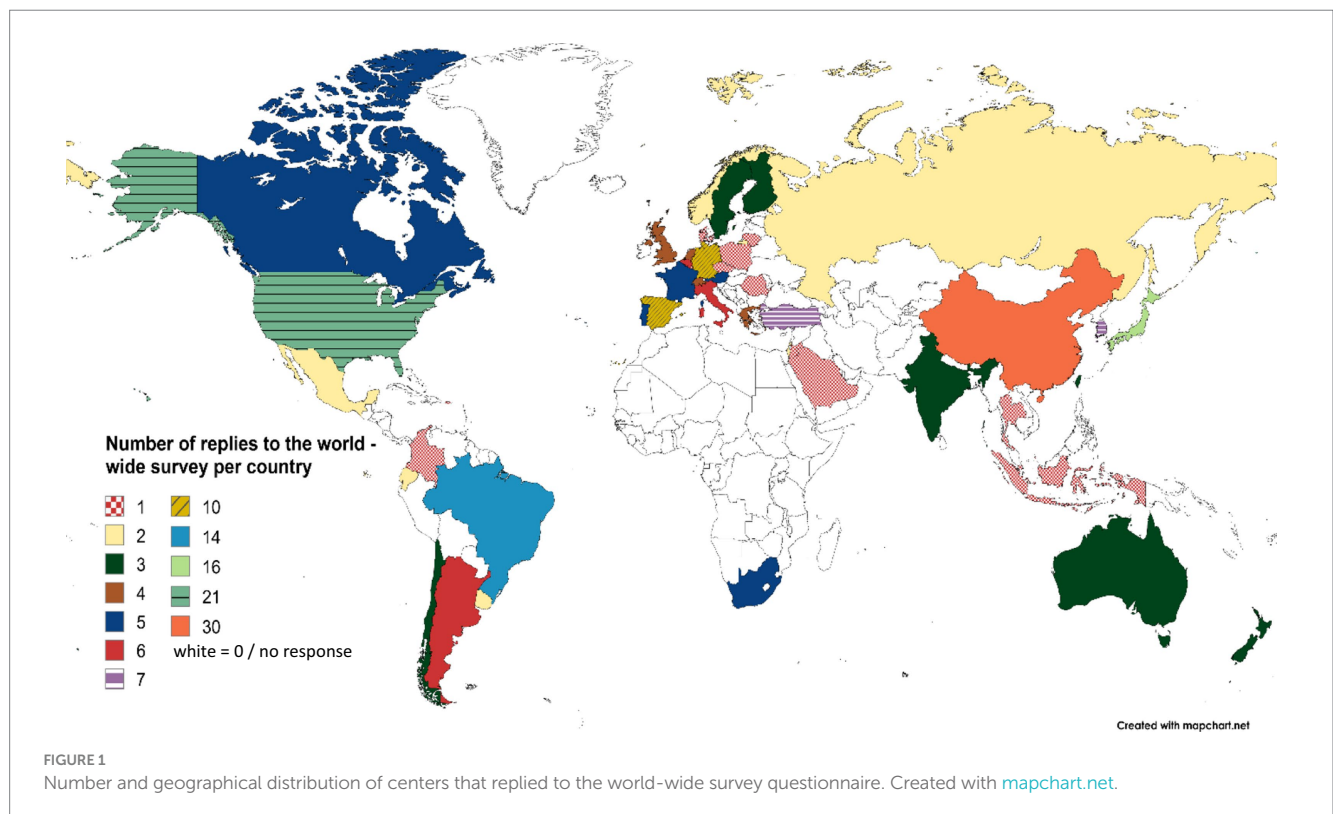 Number of replies to the world -
wide survey per country
1
2
3
4
5
6
7
10
14
16
21
30
white = 0 / no response
Created with mapchart.net
FIGURE 1
Number and geographical distribution of centers that replied to the world-wide survey questionnaire. Created with mapchart.net.